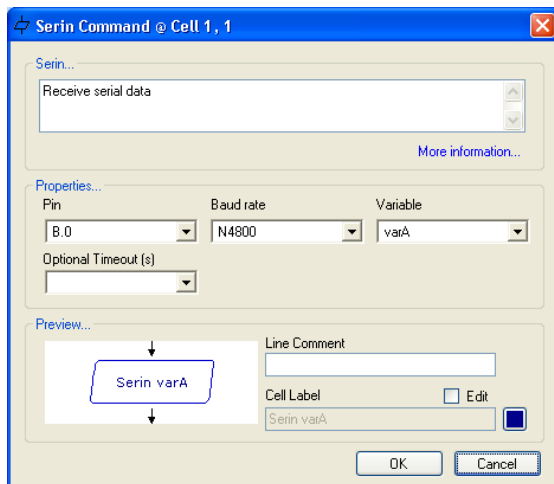 Serin Command @ Cell 1, 1
Serin...
Receive serial data
More information...
Properties...
Pin Baud rate Variable
B.0 N4800 varA
Optional Timeout (s)
Preview...
Line Comment
Serin varA
Cell Label Edit
Serin varA
OK Cancel